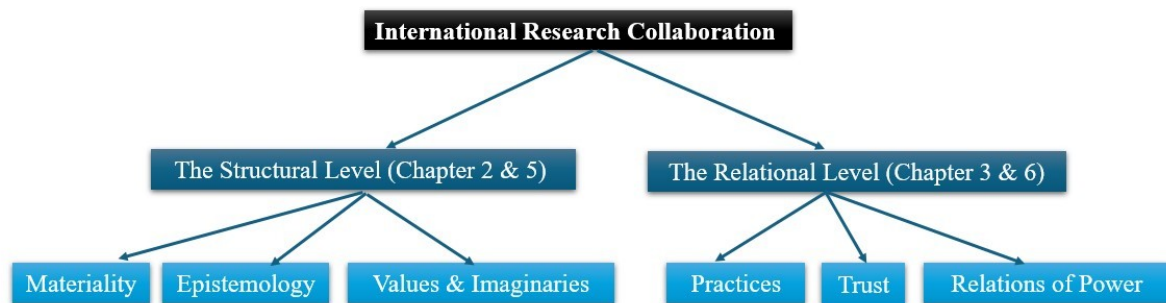 International Research Collaboration
The Structural Level (Chapter 2 & 5)
The Relational Level (Chapter 3 & 6)
Materiality
Epistemology
Values & Imaginaries
Practices
Trust
Relations of Power